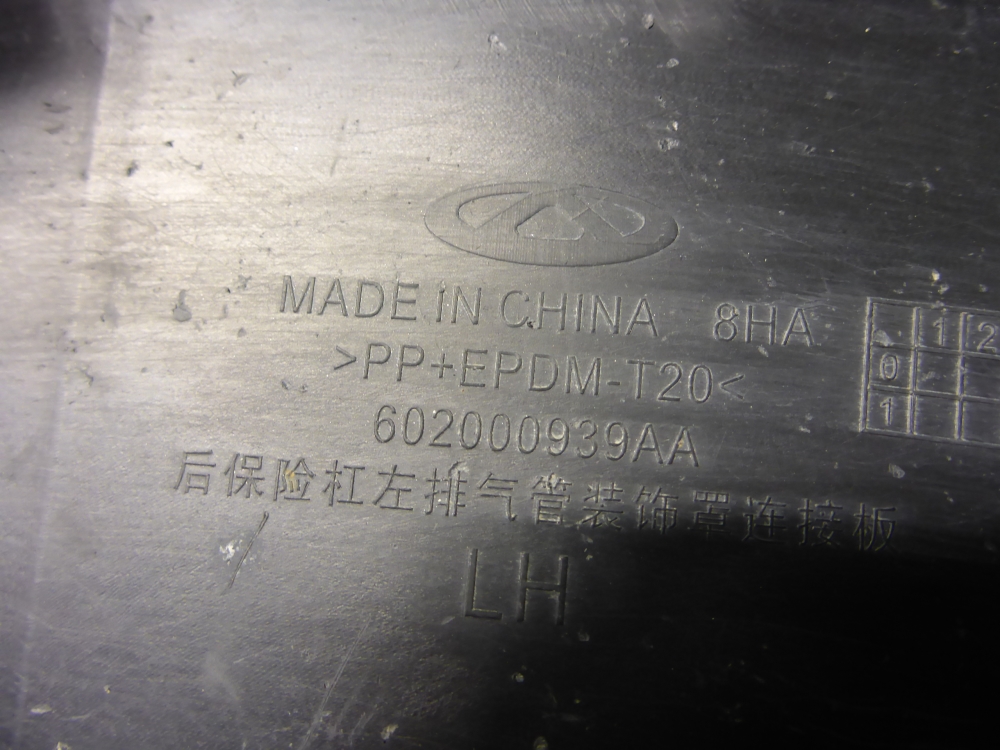 MADE IN CHINA 8HA
>PP+EPDM-T20<
602000939AA
后保险杠左排气管装饰罩连接板
LH
1 2
0
1